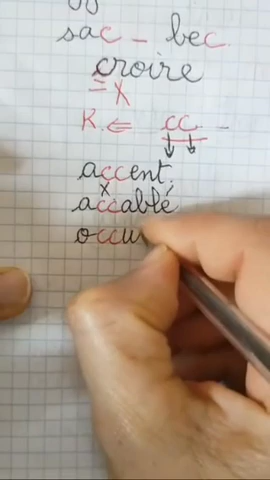 sac - bec
croire
X
K ⇐ cc -
accent.
x
accablé
occu